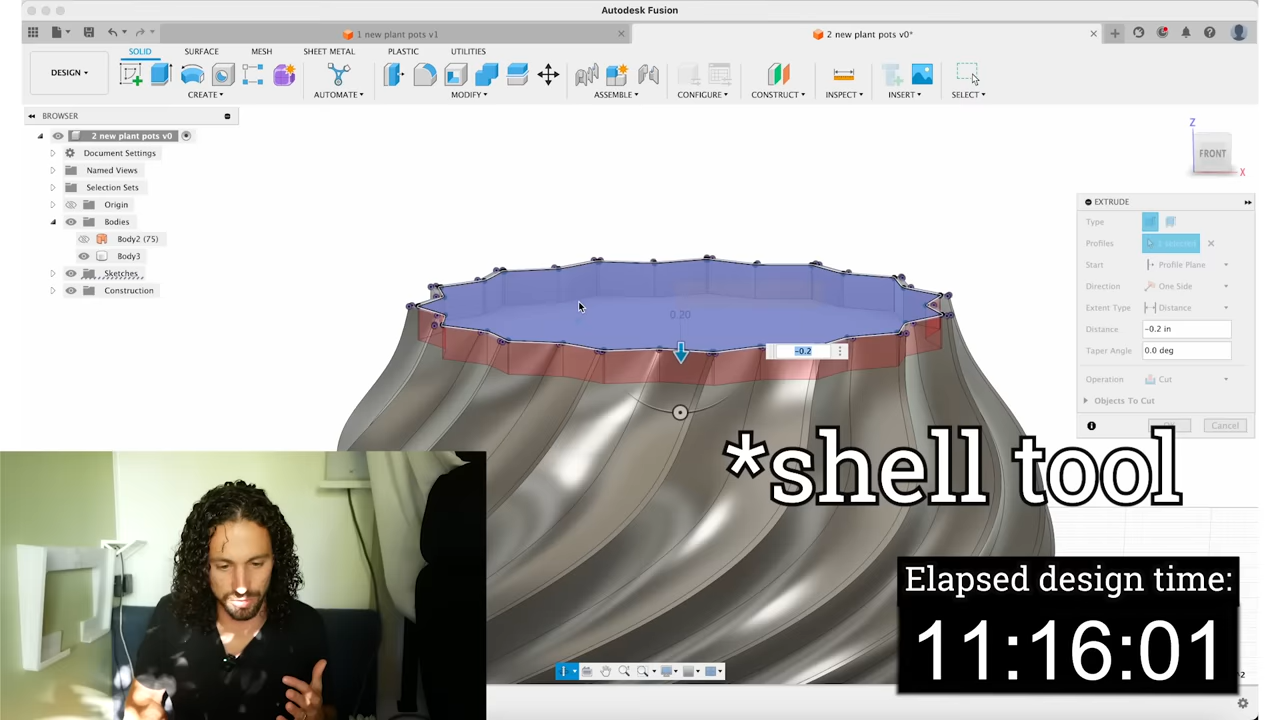 Autodesk Fusion
1 new plant pots v1
2 new plant pots v0*
DESIGN
SOLID
SURFACE
MESH
SHEET METAL
PLASTIC
UTILITIES
CREATE
AUTOMATE
MODIFY
ASSEMBLE
CONFIGURE
CONSTRUCT
INSPECT
INSERT
SELECT
BROWSER
2 new plant pots v0
Document Settings
Named Views
Selection Sets
Origin
Bodies
Body2 (75)
Body3
Sketches
Construction
Z
FRONT
X
EXTRUDE
Type
Profiles
Start
Profile Plane
Direction
One Side
Extent Type
Distance
Distance
-0.2 in
Taper Angle
0.0 deg
Operation
Cut
Objects To Cut
Cancel
0.20
-0.2
*shell tool
Elapsed design time:
11:16:01